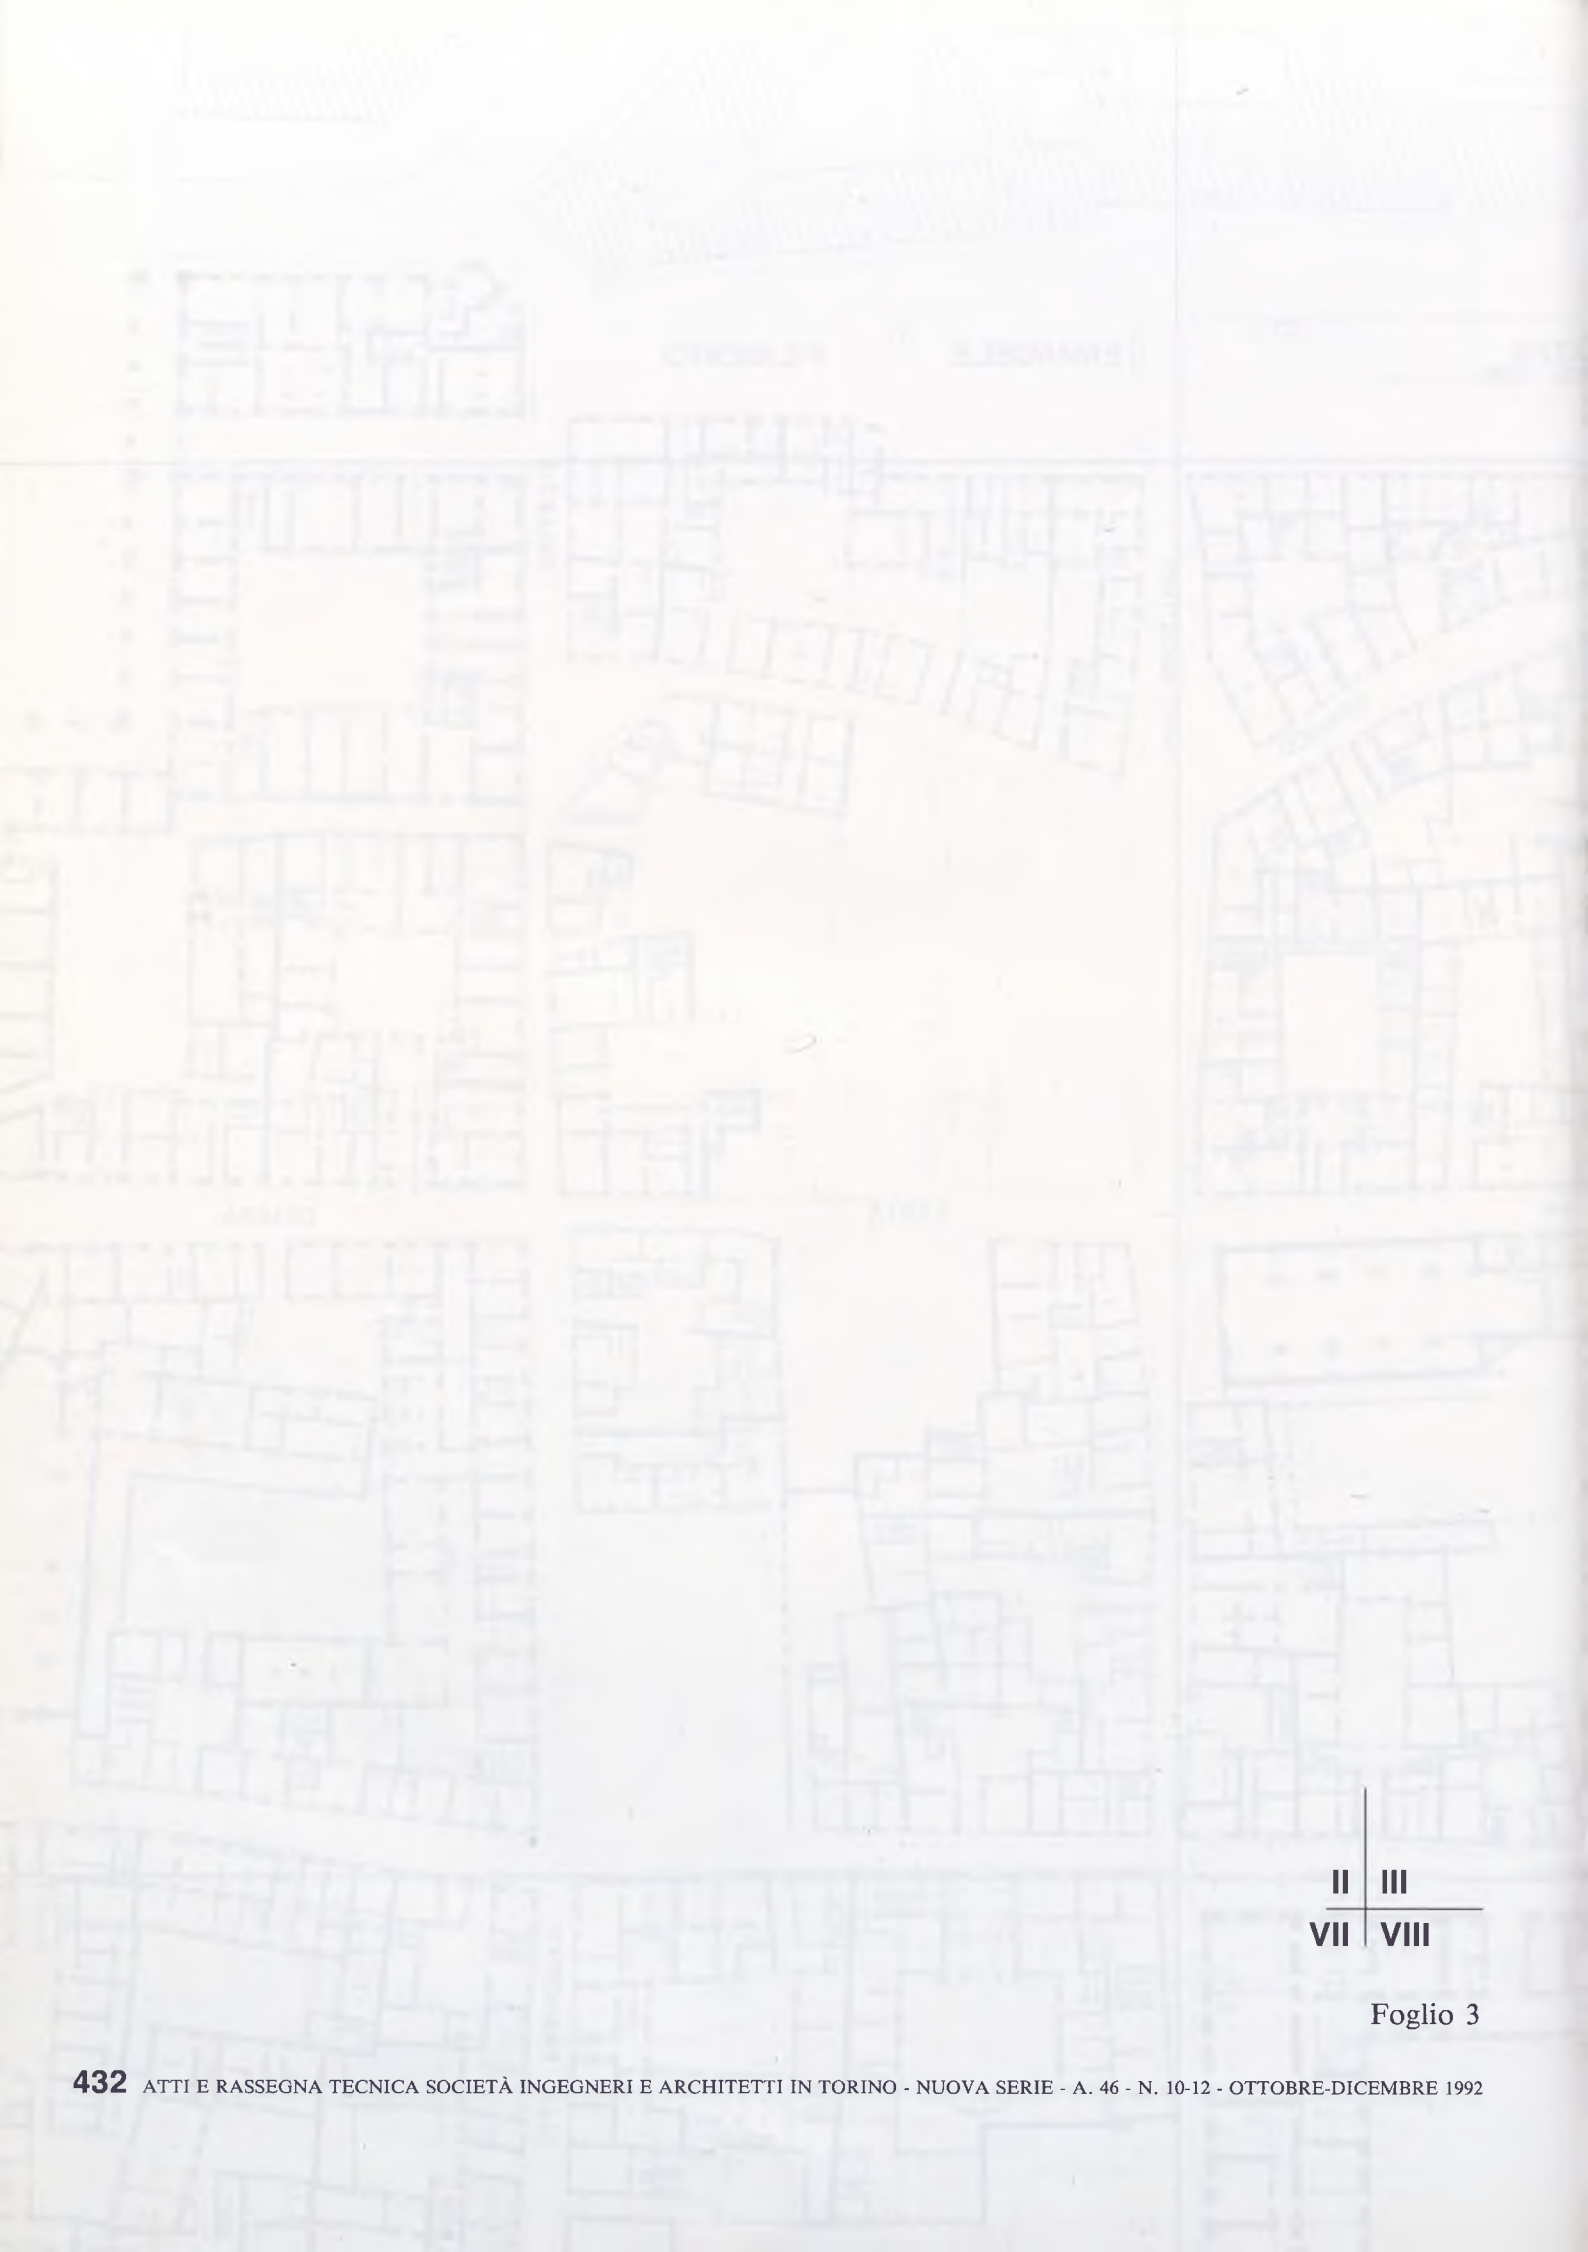 II III
VII VIII
Foglio 3
432 ATTI E RASSEGNA TECNICA SOCIETÀ INGEGNERI E ARCHITETTI IN TORINO - NUOVA SERIE - A. 46 - N. 10-12 - OTTOBRE-DICEMBRE 1992